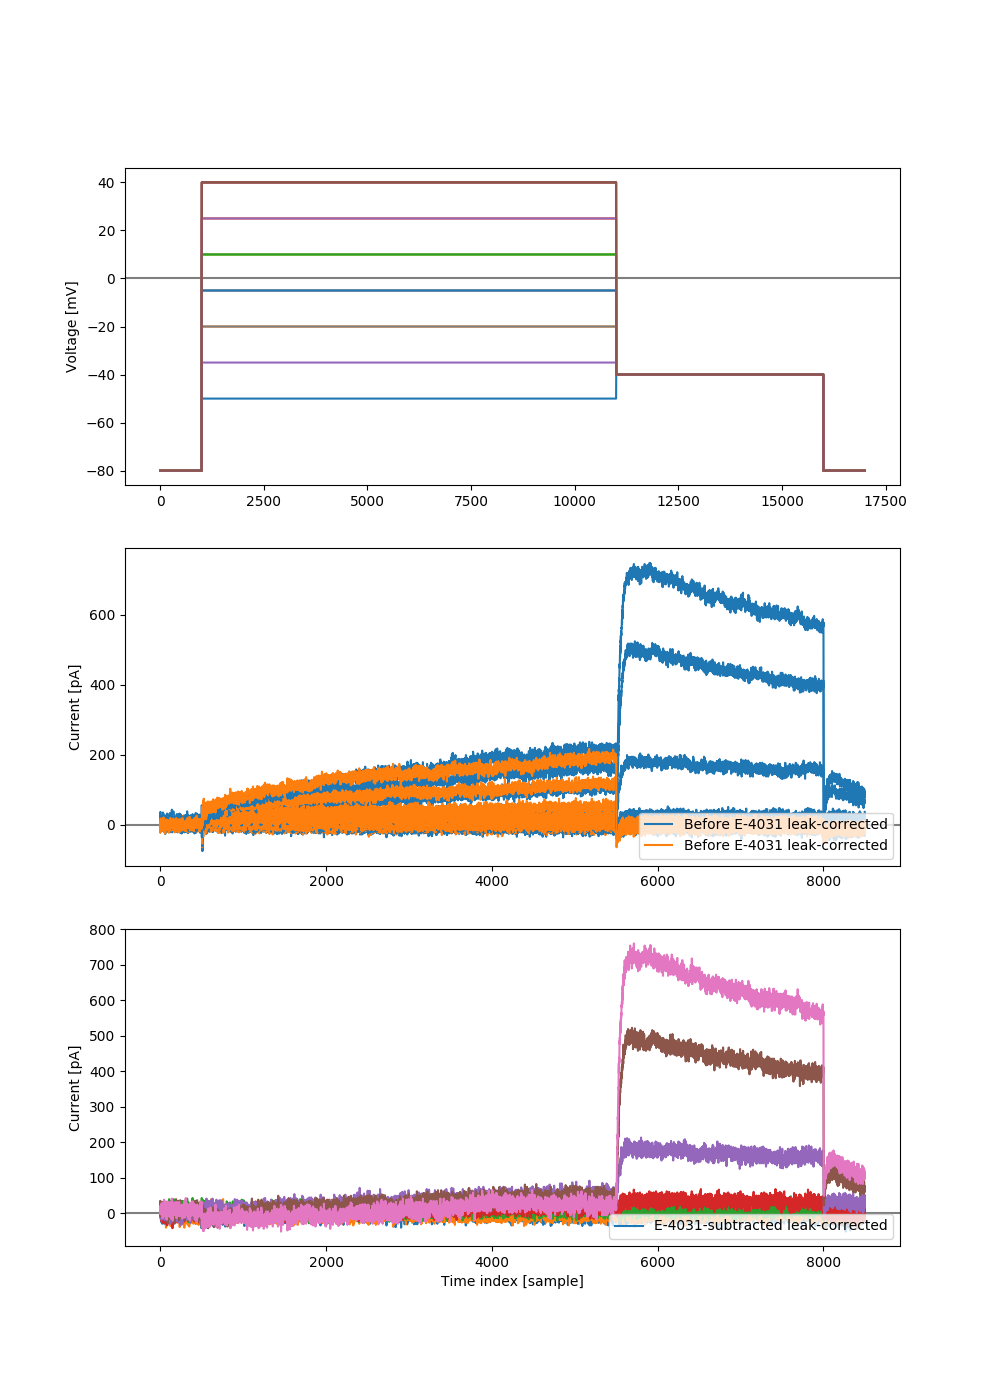 40
20
0
−20
−40
−60
−80
Voltage [mV]
0 2500 5000 7500 10000 12500 15000 17500
600
400
200
0
Current [pA]
Before E-4031 leak-corrected
Before E-4031 leak-corrected
0 2000 4000 6000 8000
800
700
600
500
400
300
200
100
0
Current [pA]
E-4031-subtracted leak-corrected
0 2000 4000 6000 8000
Time index [sample]